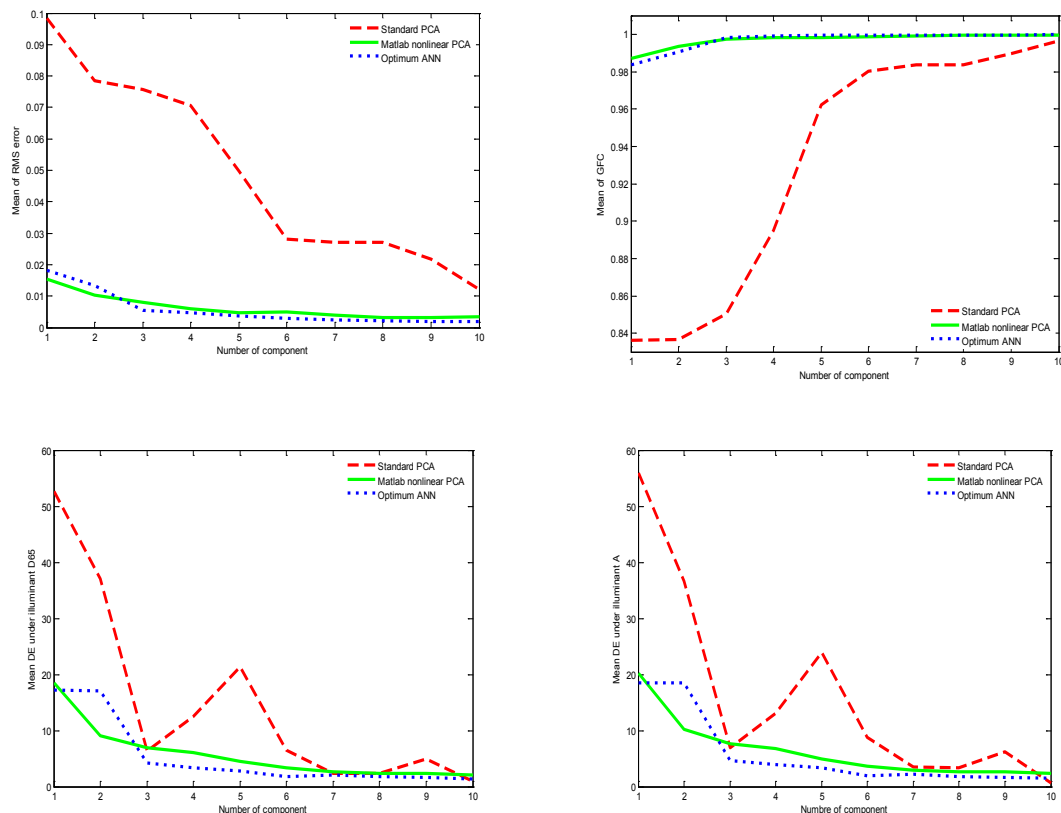 0.1
0.09
0.08
0.07
0.06
0.05
0.04
0.03
0.02
0.01
0
Mean of RMS error
Standard PCA
Matlab nonlinear PCA
Optimum ANN
1 2 3 4 5 6 7 8 9 10
Number of component
1
0.98
0.96
0.94
0.92
0.9
0.88
0.86
0.84
Mean of GFC
Standard PCA
Matlab nonlinear PCA
Optimum ANN
1 2 3 4 5 6 7 8 9 10
Number of component
60
50
40
30
20
10
0
Mean DE under illuminant D65
Standard PCA
Matlab nonlinear PCA
Optimum ANN
1 2 3 4 5 6 7 8 9 10
Number of component
60
50
40
30
20
10
0
Mean DE under illuminant A
Standard PCA
Matlab nonlinear PCA
Optimum ANN
1 2 3 4 5 6 7 8 9 10
Numbre of component